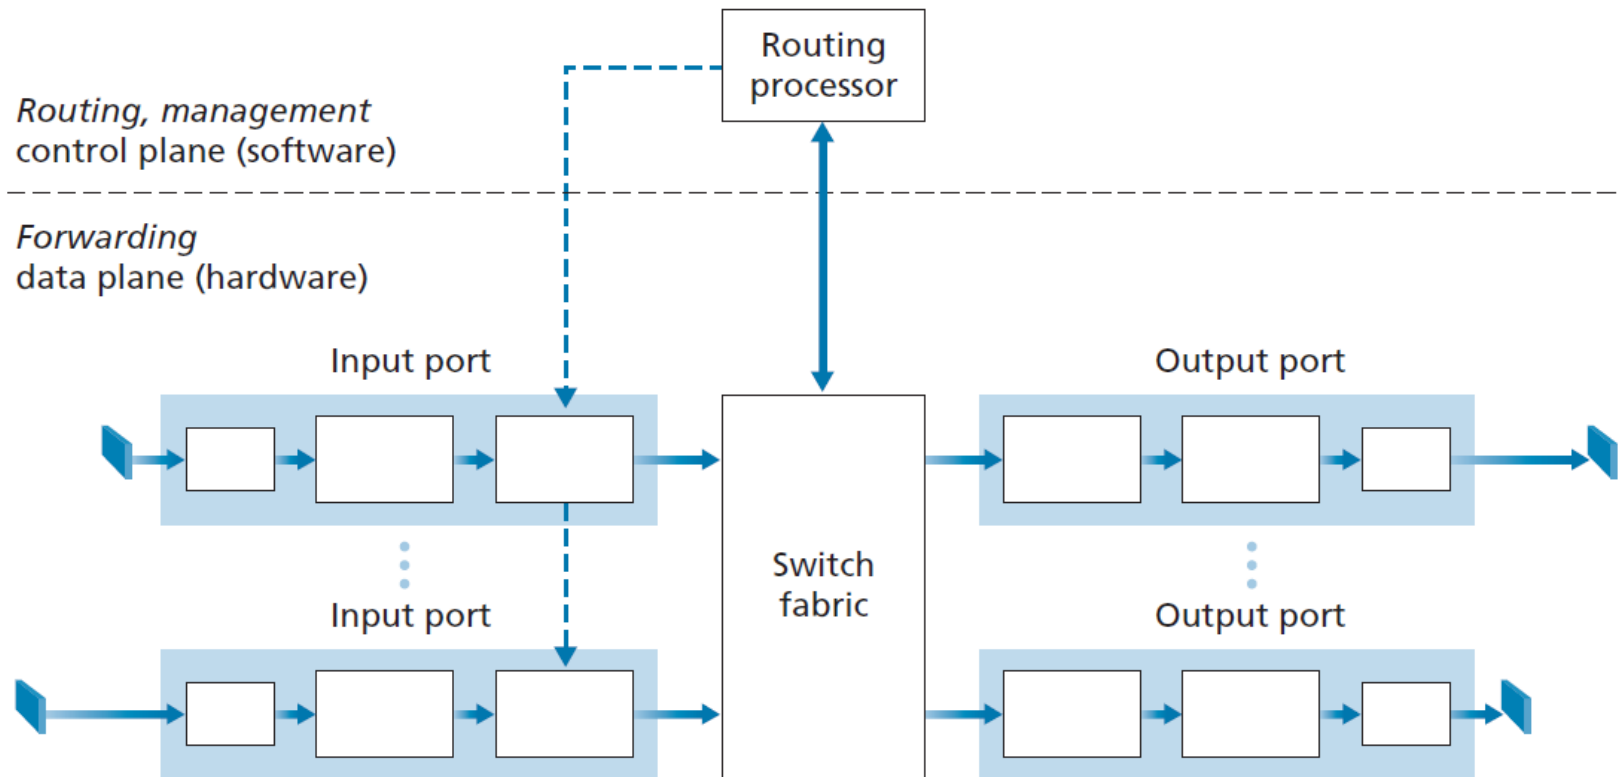 Routing
processor
Routing, management
control plane (software)
Forwarding
data plane (hardware)
Input port
Output port
Switch
fabric
Input port
Output port